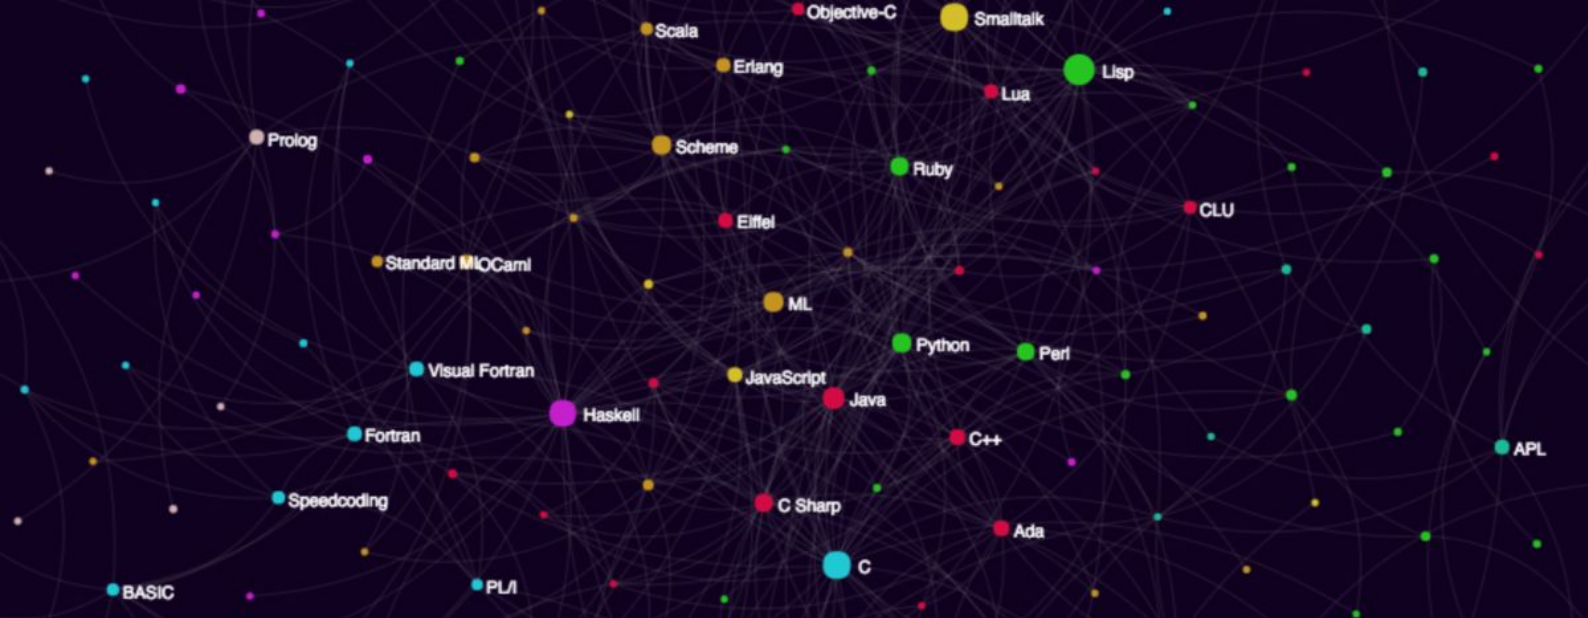 Objective-C
Smalltalk
Scala
Erlang
Lisp
Lua
Prolog
Scheme
Ruby
CLU
Eiffel
Standard ML
OCaml
ML
Python
Perl
Visual Fortran
JavaScript
Java
Haskell
Fortran
C++
APL
Speedcoding
C Sharp
Ada
C
PL/I
BASIC